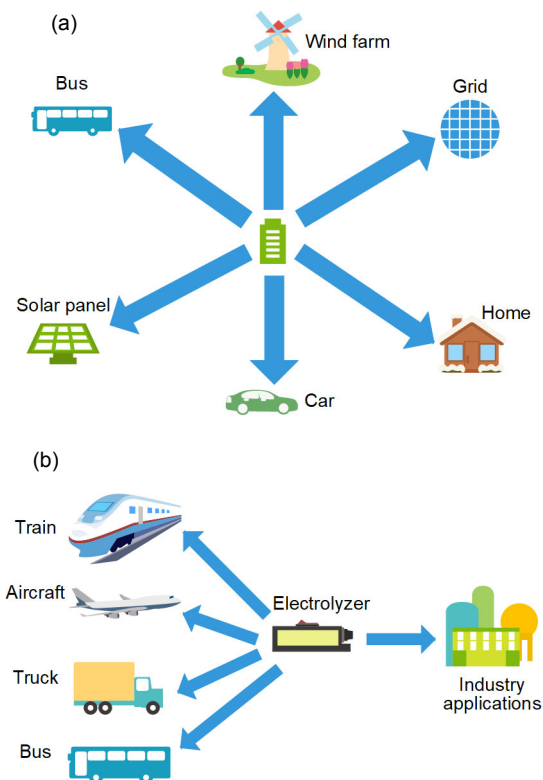 (a)
Wind farm
Bus
Grid
Solar panel
Home
Car
(b)
Train
Aircraft
Electrolyzer
Truck
Industry
applications
Bus